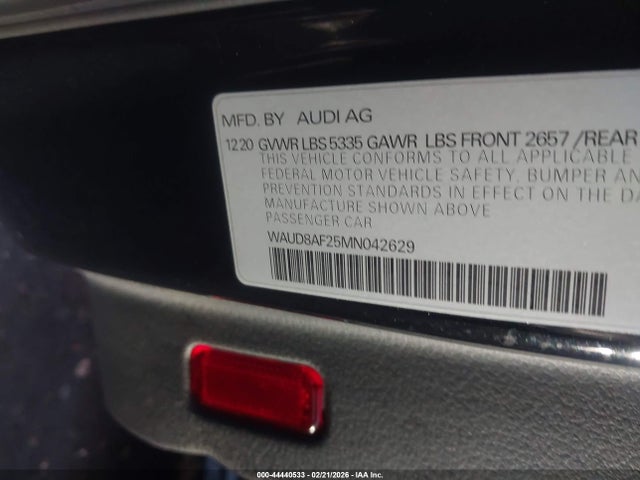 MFD. BY AUDI AG
12 20 GVWR LBS 5335 GAWR LBS FRONT 2657 /REAR
THIS VEHICLE CONFORMS TO ALL APPLICABLE
FEDERAL MOTOR VEHICLE SAFETY, BUMPER AN
PREVENTION STANDARDS IN EFFECT ON THE DA
MANUFACTURE SHOWN ABOVE
PASSENGER CAR
WAUD8AF25MN042629
000-44440533 - 02/21/2026 - IAA Inc.